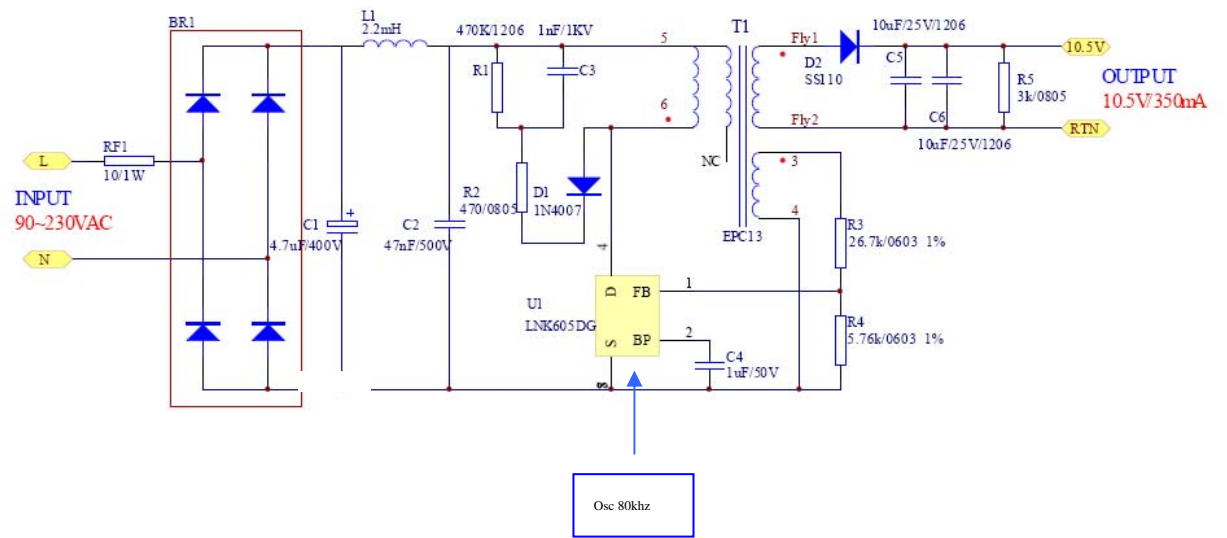 BR1
L1
2.2mH
470K/1206
1nF/1KV
R1
C3
5
6
T1
Fly1
Fly2
D2
SS110
10uF/25V/1206
C5
C6
10uF/25V/1206
R5
3k/0805
10.5V
RTN
OUTPUT
10.5V/350mA
L
RF1
10/1W
INPUT
90~230VAC
N
C1
+
4.7uF/400V
C2
47nF/500V
R2
470/0805
D1
1N4007
NC
EPC13
3
4
R3
26.7k/0603 1%
R4
5.76k/0603 1%
4
U1
LNK605DG
D
FB
S
BP
1
2
C4
1uF/50V
Osc 80khz